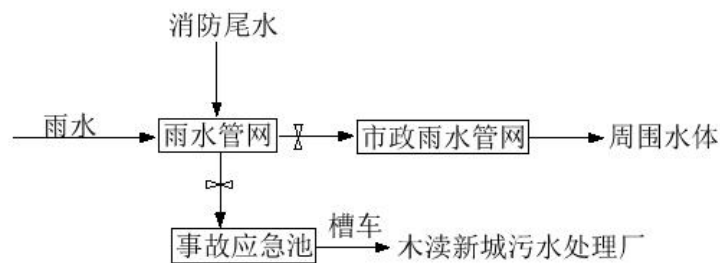 消防尾水
雨水
雨水管网
市政雨水管网
周围水体
事故应急池
槽车
木渎新城污水处理厂